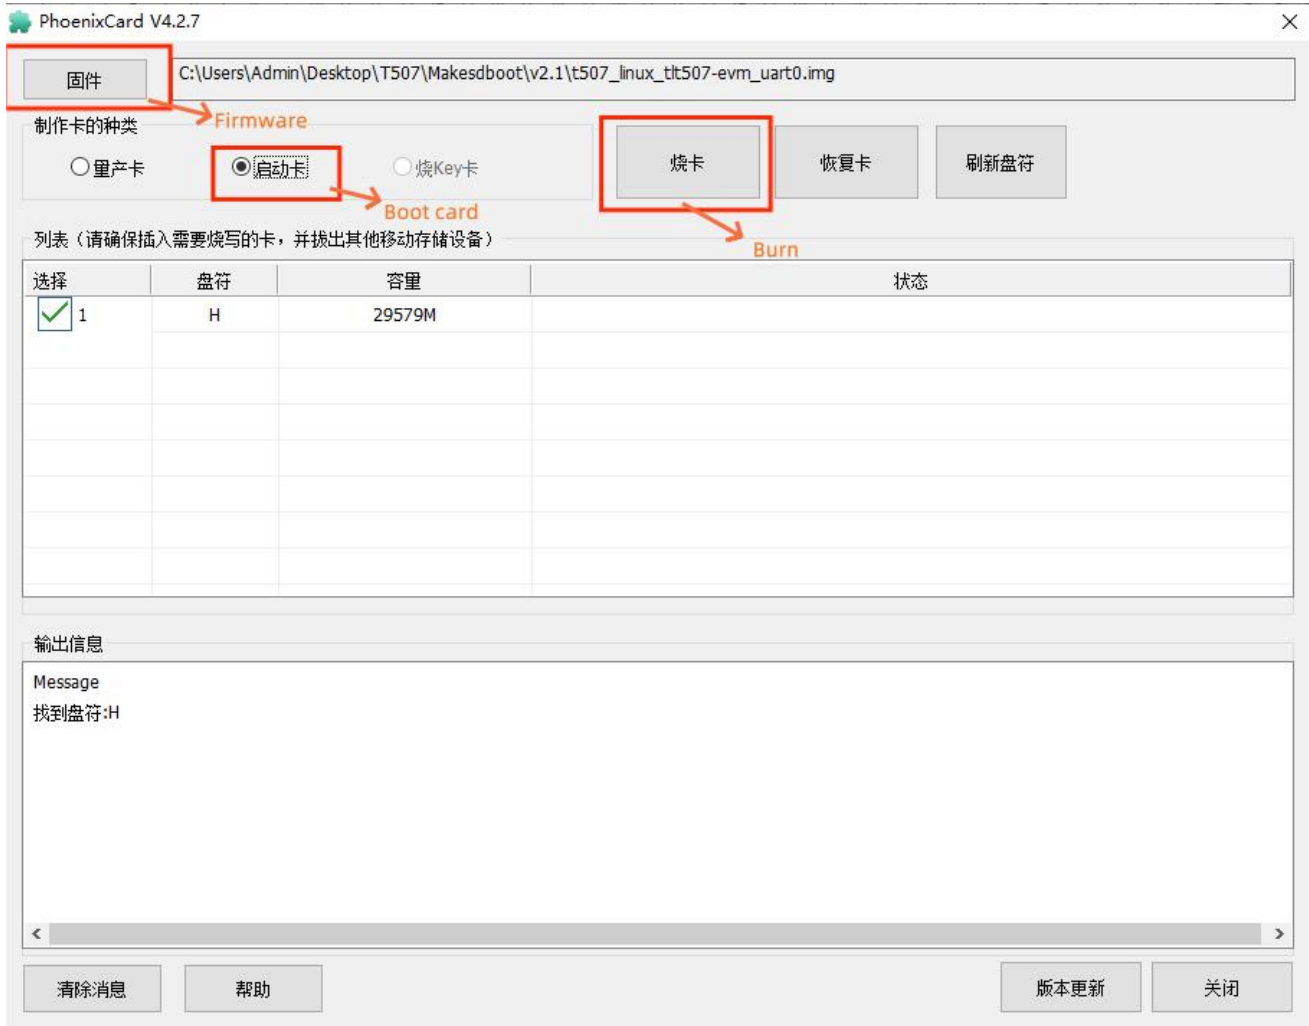 PhoenixCard V4.2.7
固件
C:\Users\Admin\Desktop\T507\Makesdboot\v2.1\t507_linux_tlt507-evm_uart0.img
Firmware
制作卡的种类
量产卡
启动卡
烧Key卡
Boot card
烧卡
恢复卡
刷新盘符
Burn
列表（请确保插入需要烧写的卡，并拔出其他移动存储设备）
选择 盘符 容量 状态
1 H 29579M
输出信息
Message
找到盘符:H
清除消息
帮助
版本更新
关闭